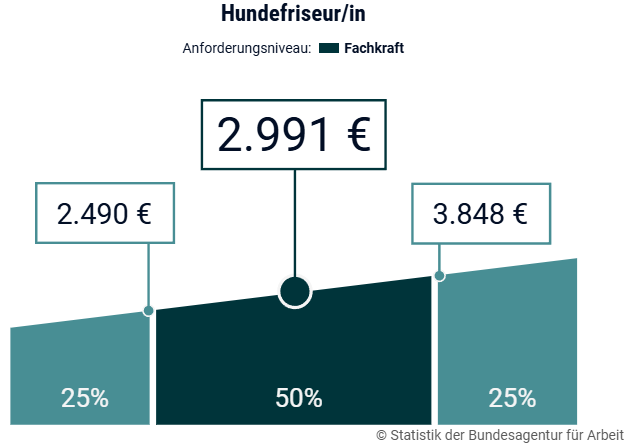 Hundefriseur/in
Anforderungsniveau: Fachkraft
2.991 €
2.490 €
3.848 €
25%
50%
25%
© Statistik der Bundesagentur für Arbeit